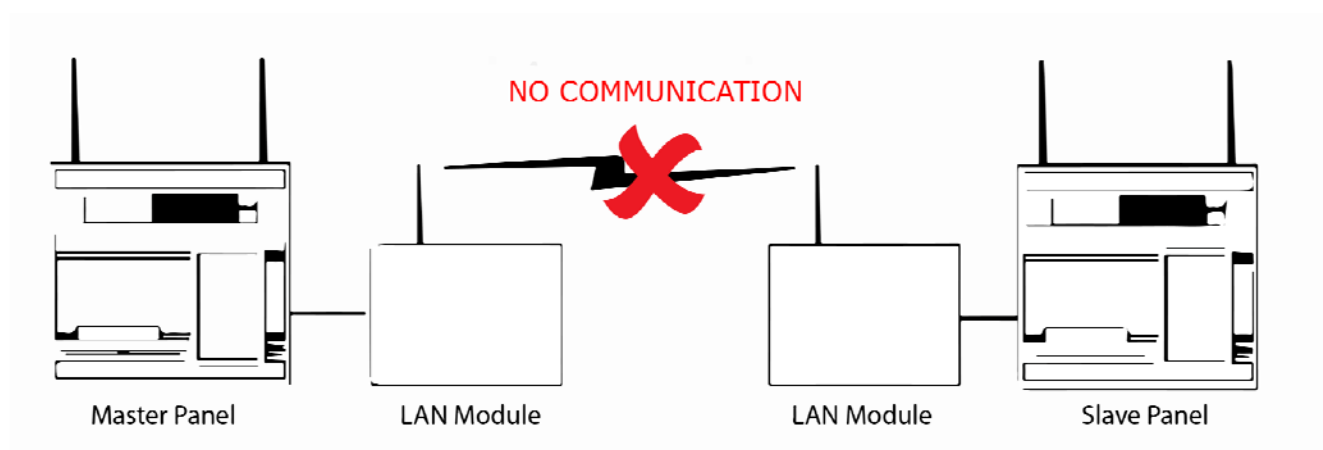 NO COMMUNICATION
Master Panel
LAN Module
LAN Module
Slave Panel